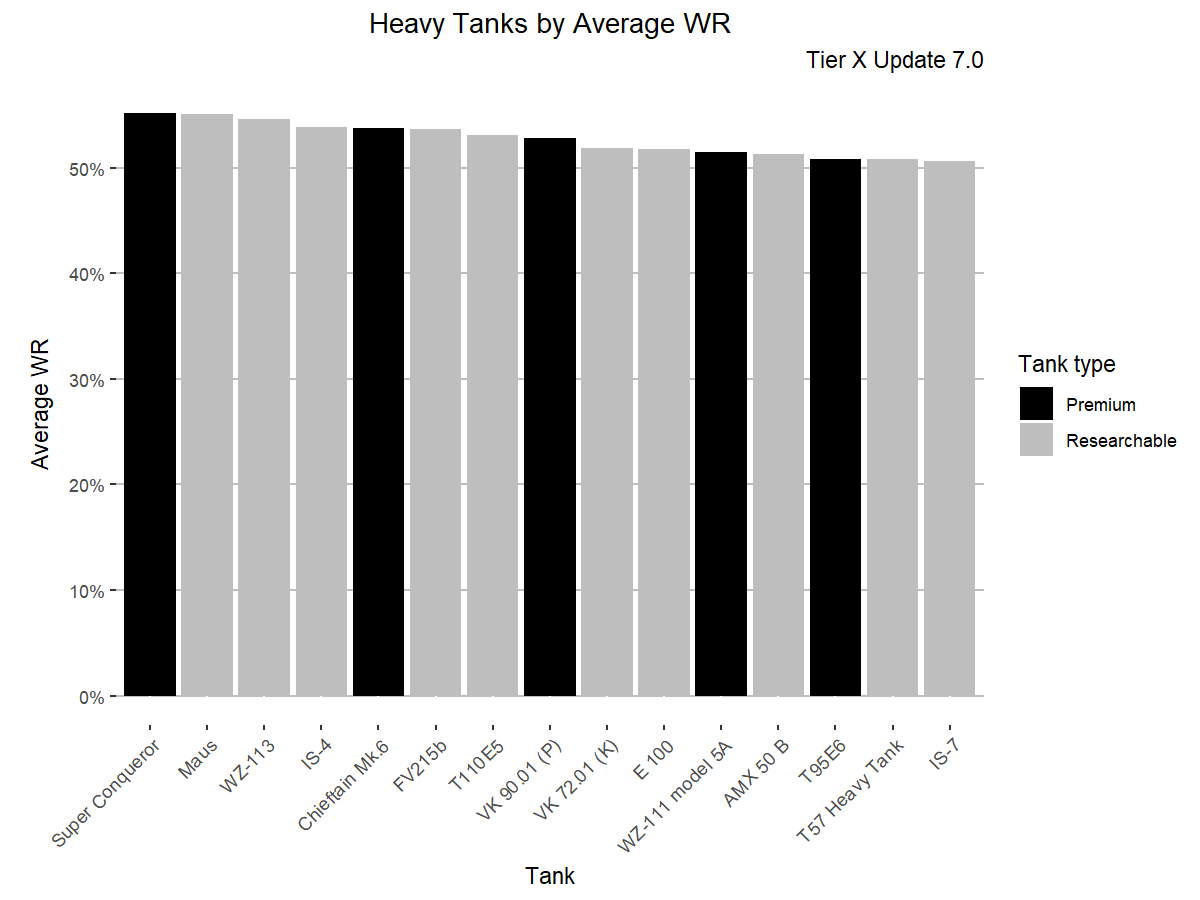 Heavy Tanks by Average WR
Tier X Update 7.0
Average WR
50%
40%
30%
20%
10%
0%
Super Conqueror
Maus
WZ-113
IS-4
Chieftain Mk.6
FV215b
T110E5
VK 90.01 (P)
VK 72.01 (K)
E 100
WZ-111 model 5A
AMX 50 B
T95E6
T57 Heavy Tank
IS-7
Tank
Tank type
Premium
Researchable